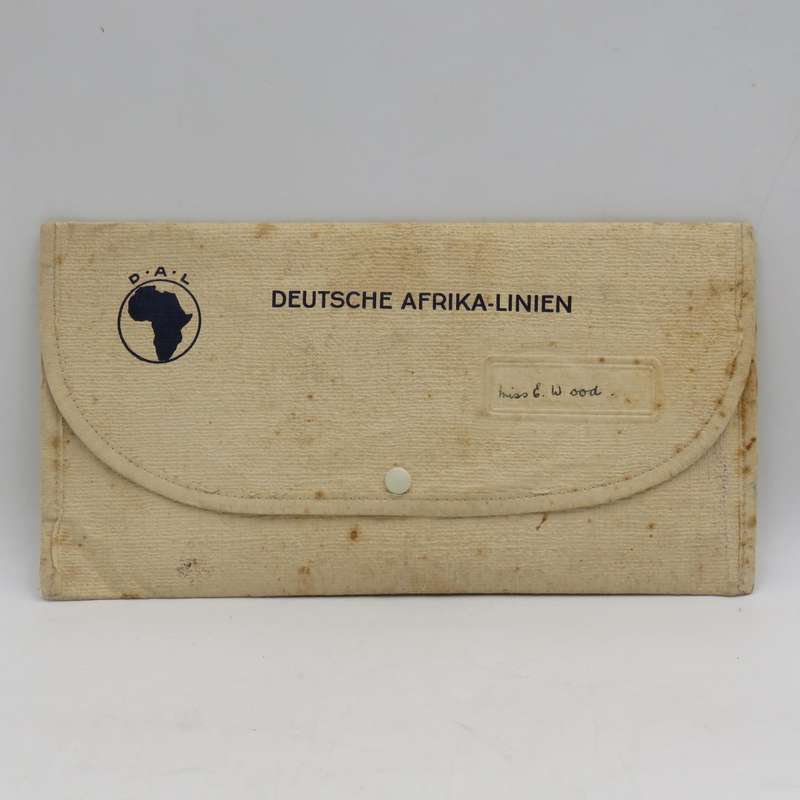 D·A·L
DEUTSCHE AFRIKA-LINIEN
Miss E. Wood.